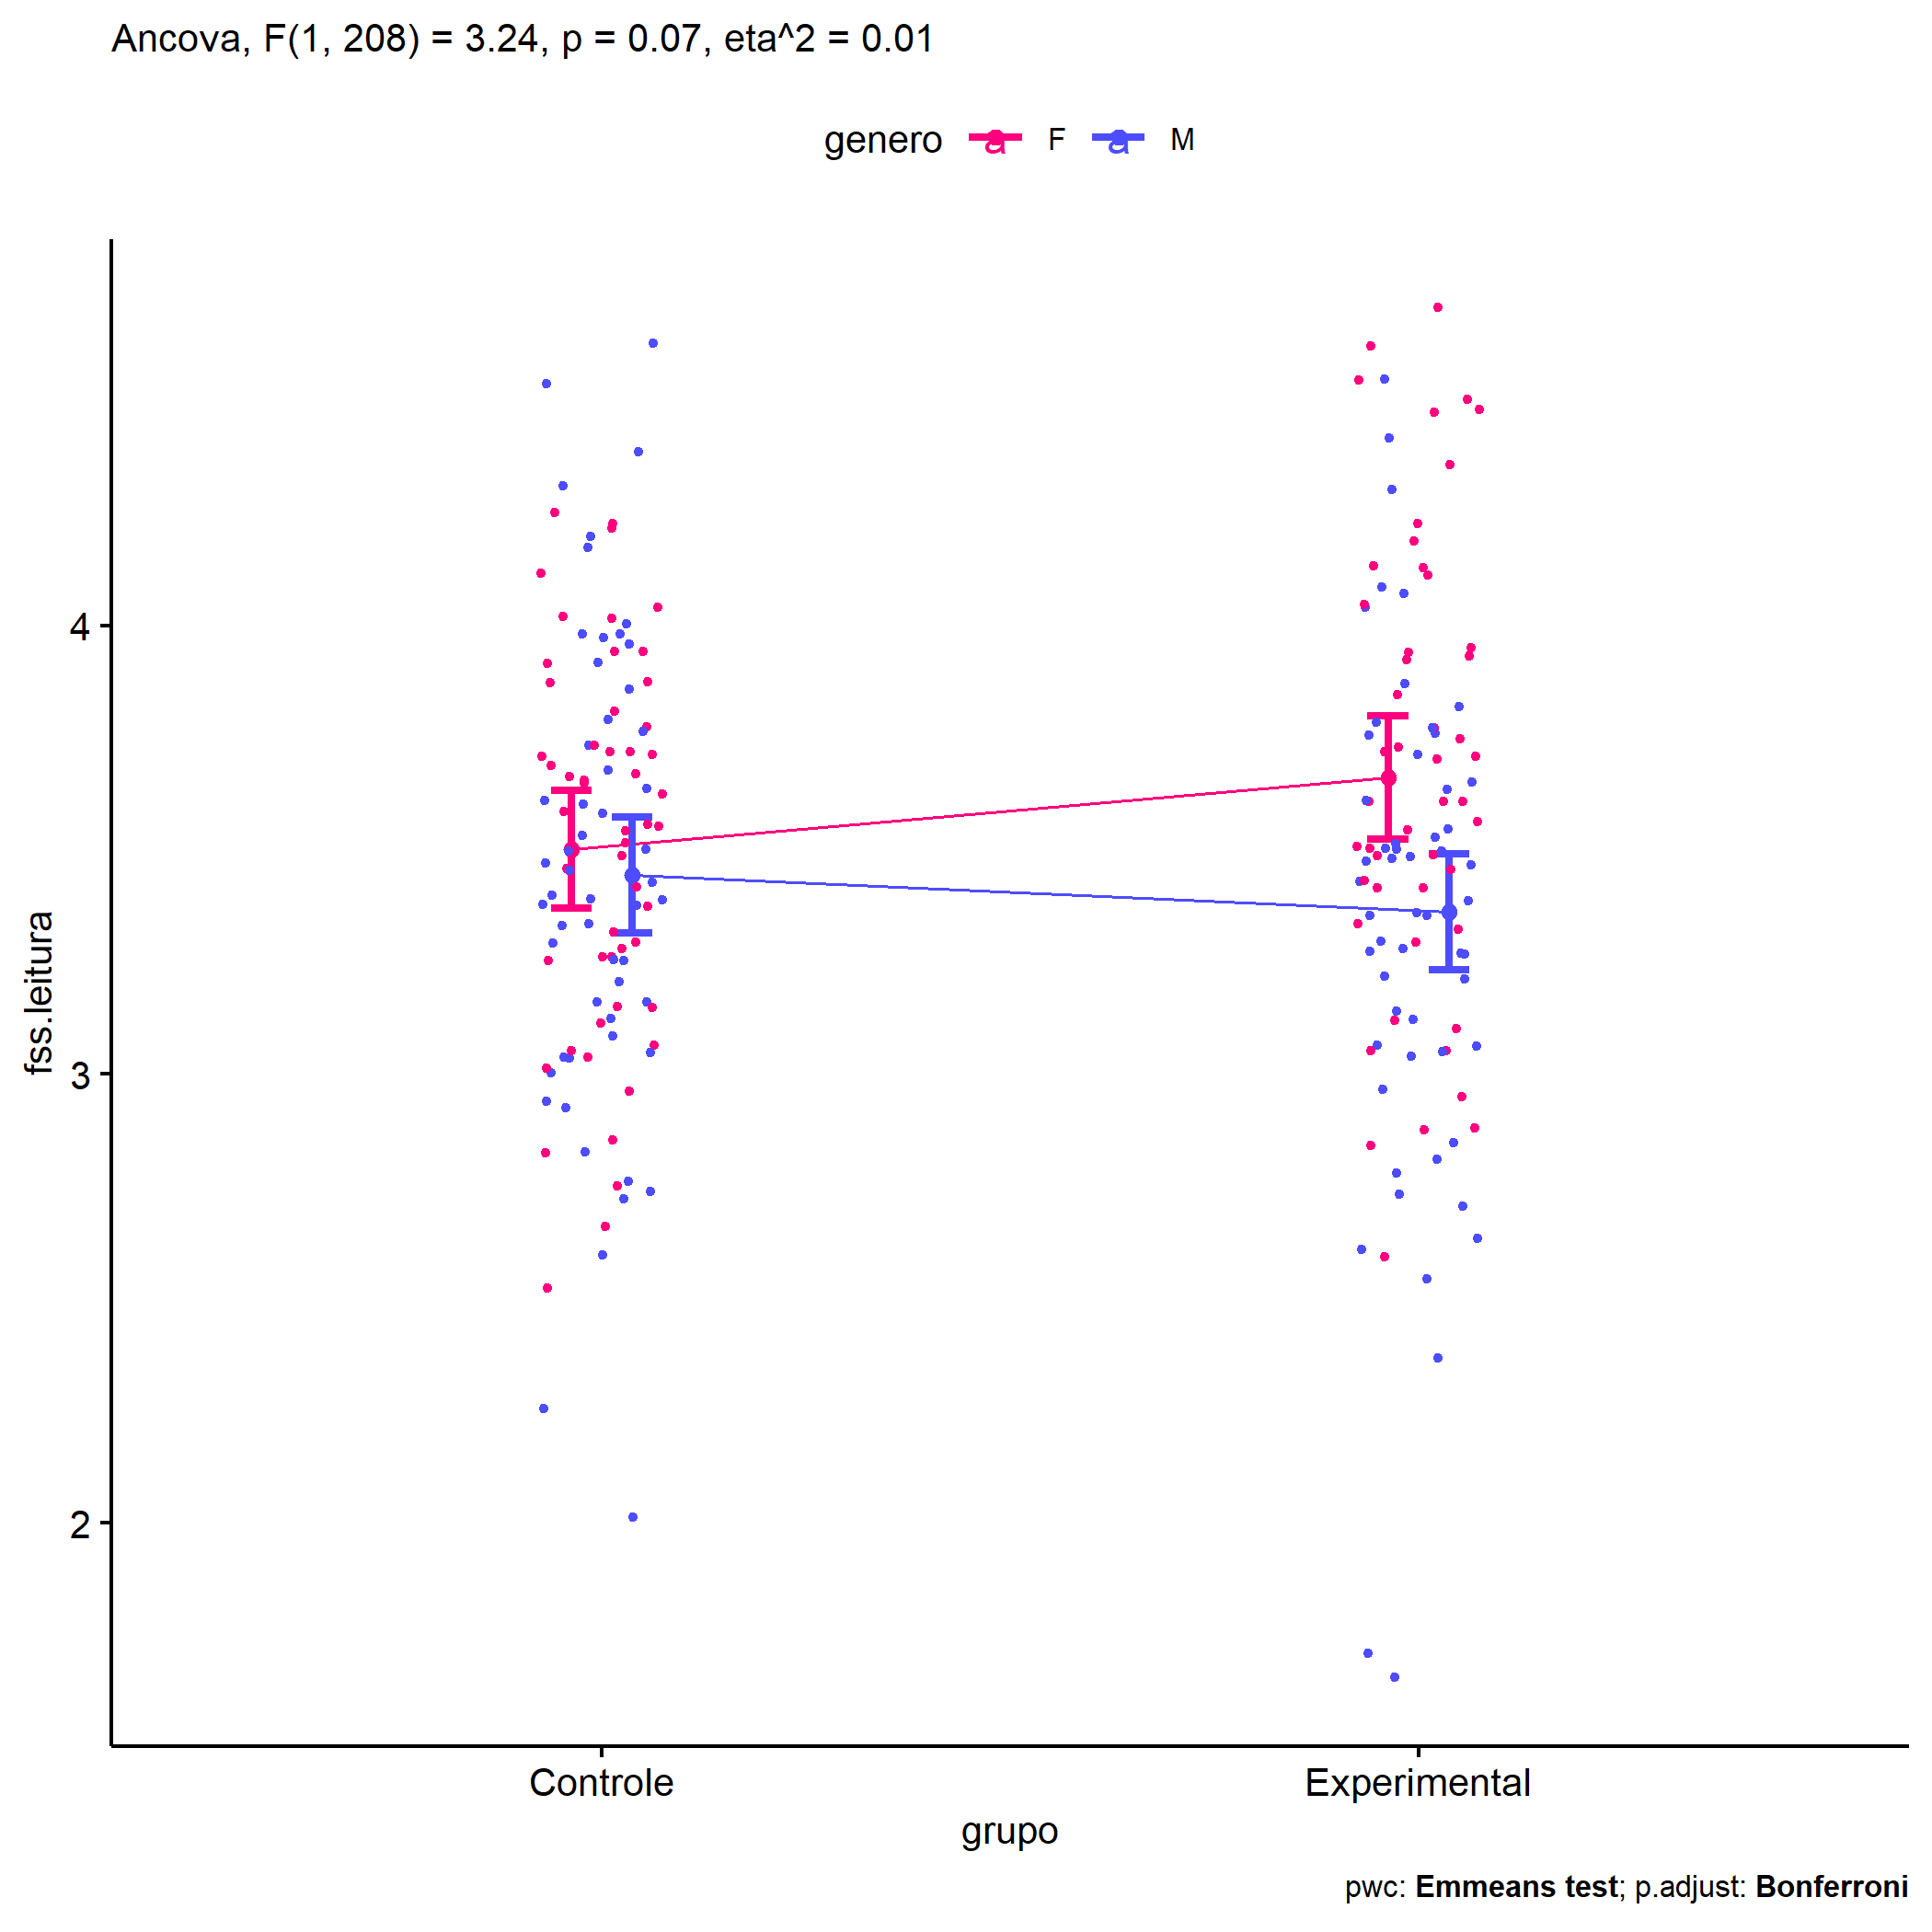 Ancova, F(1, 208) = 3.24, p = 0.07, eta^2 = 0.01
genero a F a M
fss.leitura
4
3
2
Controle Experimental
grupo
pwc: Emmeans test; p.adjust: Bonferroni